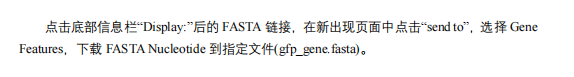 点击底部信息栏“Display:”后的 FASTA 链接，在新出现页面中点击“send to”，选择 Gene
Features，下载 FASTA Nucleotide 到指定文件(gfp_gene.fasta)。